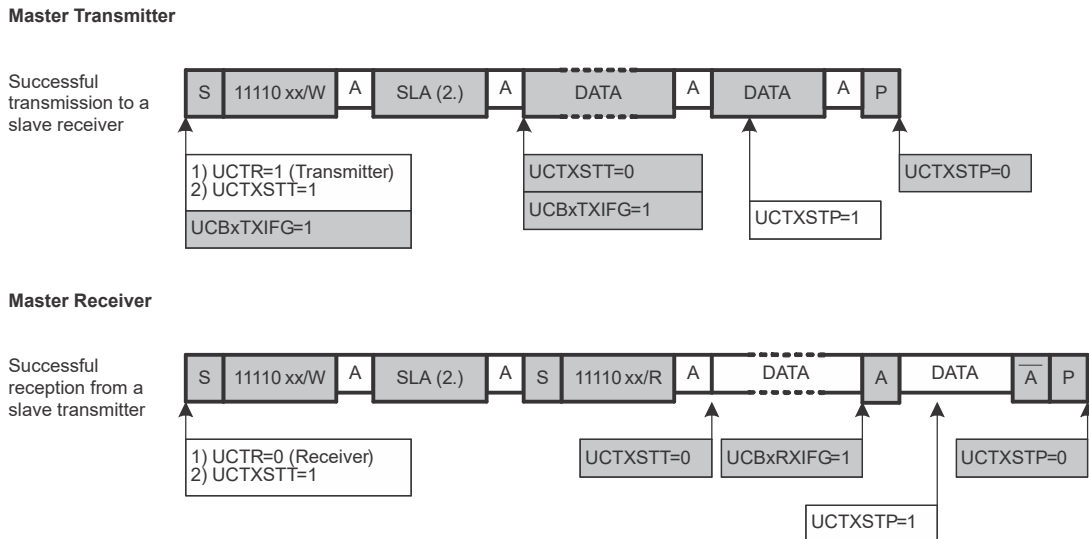 Master Transmitter
Successful
transmission to a
slave receiver
S 11110 xx/W A SLA (2.) A DATA A DATA A P
1) UCTR=1 (Transmitter)
2) UCTXSTT=1
UCBxTXIFG=1
UCTXSTT=0
UCBxTXIFG=1
UCTXSTP=1
UCTXSTP=0
Master Receiver
Successful
reception from a
slave transmitter
S 11110 xx/W A SLA (2.) A S 11110 xx/R A DATA A DATA A̅ P
1) UCTR=0 (Receiver)
2) UCTXSTT=1
UCTXSTT=0
UCBxRXIFG=1
UCTXSTP=1
UCTXSTP=0